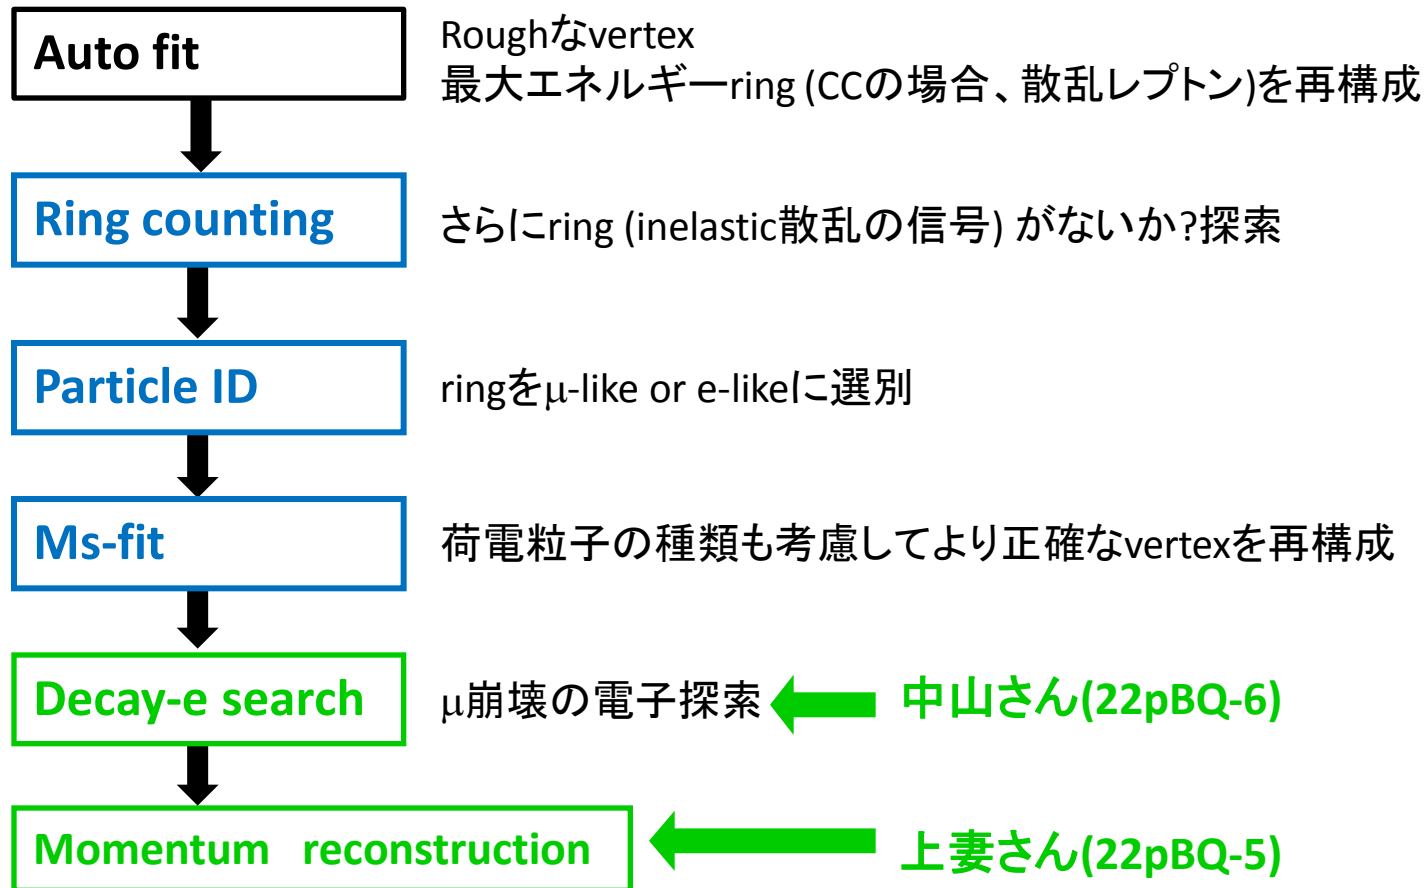 Auto fit
Roughなvertex
最大エネルギーring (CCの場合、散乱レプトン)を再構成
Ring counting
さらにring (inelastic散乱の信号) がないか?探索
Particle ID
ringをμ-like or e-likeに選別
Ms-fit
荷電粒子の種類も考慮してより正確なvertexを再構成
Decay-e search
μ崩壊の電子探索
中山さん(22pBQ-6)
Momentum reconstruction
上妻さん(22pBQ-5)